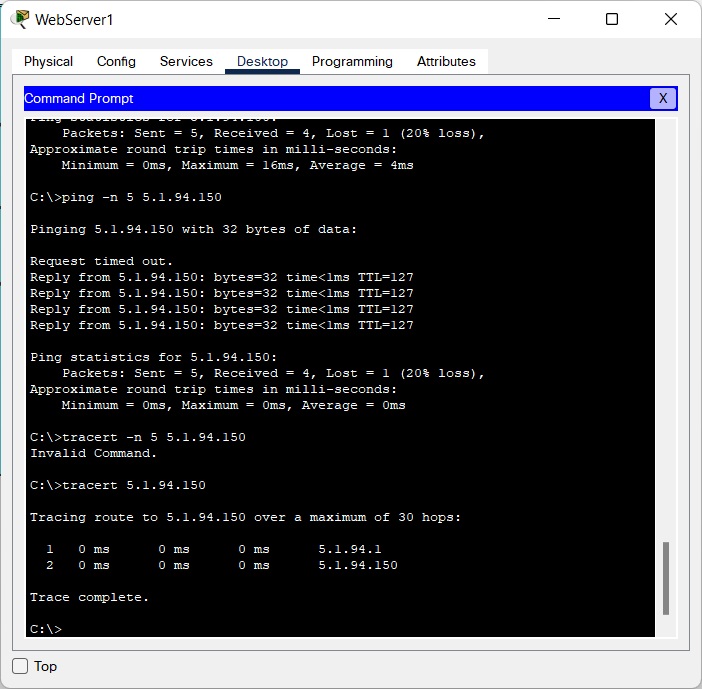 WebServer1
Physical Config Services Desktop Programming Attributes
Command Prompt X
Packets: Sent = 5, Received = 4, Lost = 1 (20% loss),
Approximate round trip times in milli-seconds:
Minimum = 0ms, Maximum = 16ms, Average = 4ms
C:\>ping -n 5 5.1.94.150
Pinging 5.1.94.150 with 32 bytes of data:
Request timed out.
Reply from 5.1.94.150: bytes=32 time<1ms TTL=127
Reply from 5.1.94.150: bytes=32 time<1ms TTL=127
Reply from 5.1.94.150: bytes=32 time<1ms TTL=127
Reply from 5.1.94.150: bytes=32 time<1ms TTL=127
Ping statistics for 5.1.94.150:
Packets: Sent = 5, Received = 4, Lost = 1 (20% loss),
Approximate round trip times in milli-seconds:
Minimum = 0ms, Maximum = 0ms, Average = 0ms
C:\>tracert -n 5 5.1.94.150
Invalid Command.
C:\>tracert 5.1.94.150
Tracing route to 5.1.94.150 over a maximum of 30 hops:
1 0 ms 0 ms 0 ms 5.1.94.1
2 0 ms 0 ms 0 ms 5.1.94.150
Trace complete.
C:\>
Top